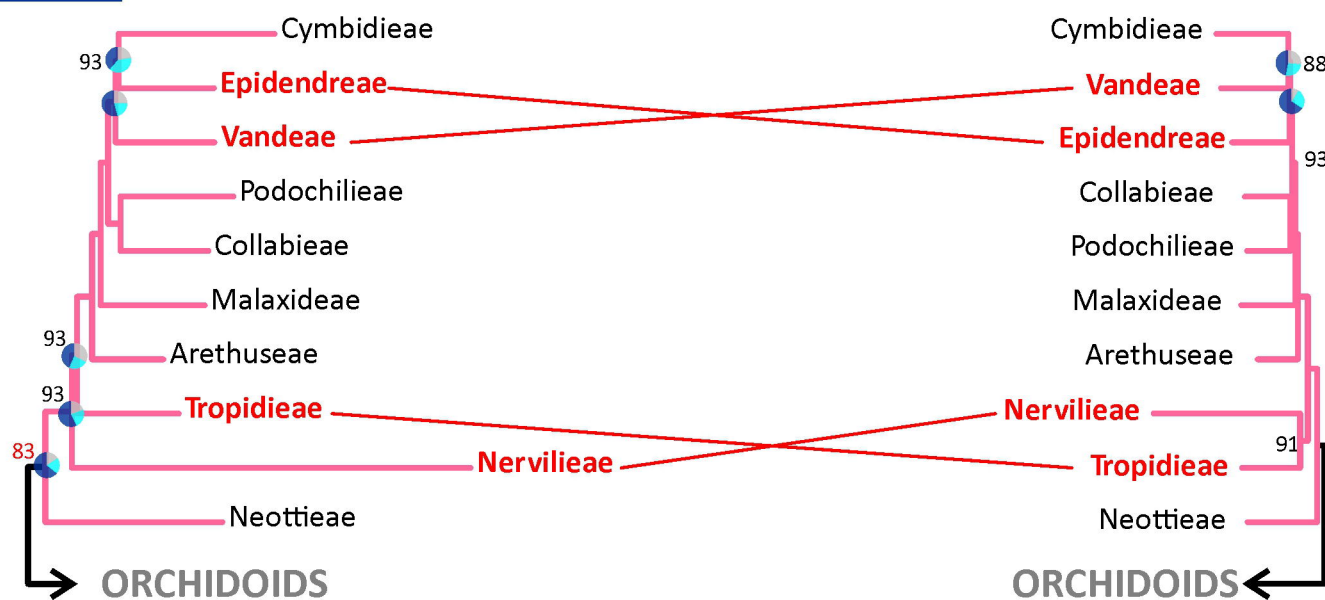 Cymbidieae
93
Epidendreae
Vandeae
Podochilieae
Collabieae
Malaxideae
93
Arethuseae
93
Tropidieae
83
Nervilieae
Neottieae
ORCHIDOIDS
Cymbidieae
88
Vandeae
Epidendreae
93
Collabieae
Podochilieae
Malaxideae
Arethuseae
Nervilieae
91
Tropidieae
Neottieae
ORCHIDOIDS